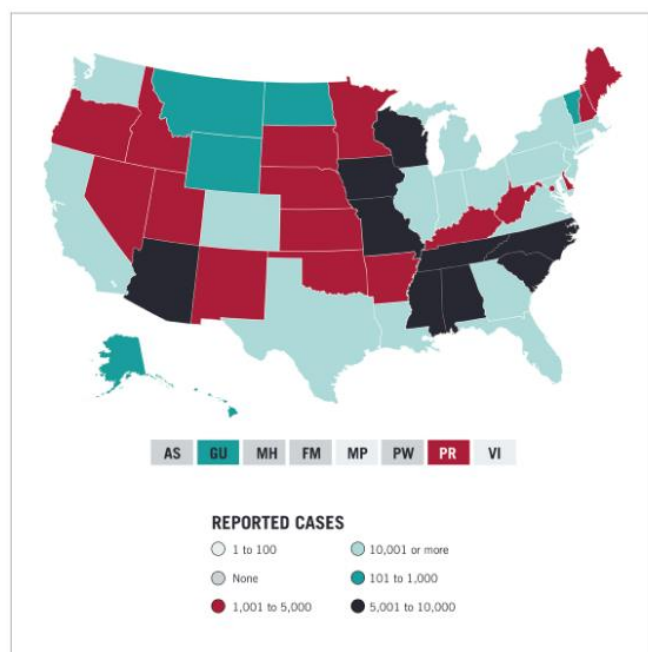 AS GU MH FM MP PW PR VI
REPORTED CASES
1 to 100
10,001 or more
None
101 to 1,000
1,001 to 5,000
5,001 to 10,000